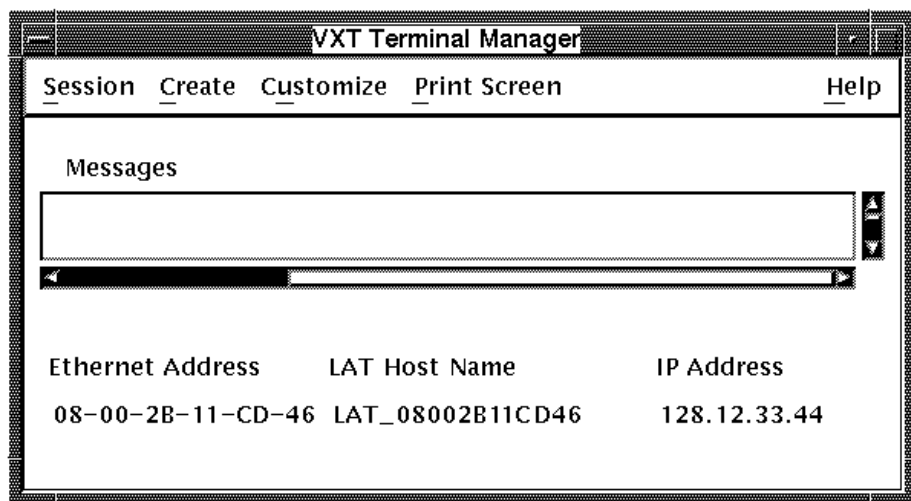 VXT Terminal Manager
Session Create Customize Print Screen Help
Messages
Ethernet Address LAT Host Name IP Address
08-00-2B-11-CD-46 LAT_08002B11CD46 128.12.33.44